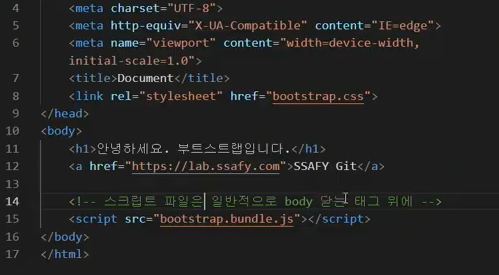 4 <meta charset="UTF-8">
5 <meta http-equiv="X-UA-Compatible" content="IE=edge">
6 <meta name="viewport" content="width=device-width,
initial-scale=1.0">
7 <title>Document</title>
8 <link rel="stylesheet" href="bootstrap.css">
9 </head>
10 <body>
11 <h1>안녕하세요. 부트스트랩입니다.</h1>
12 <a href="https://lab.ssafy.com">SSAFY Git</a>
13
14 <!-- 스크립트 파일은 일반적으로 body 닫는 태그 위에 -->
15 <script src="bootstrap.bundle.js"></script>
16 </body>
17 </html>